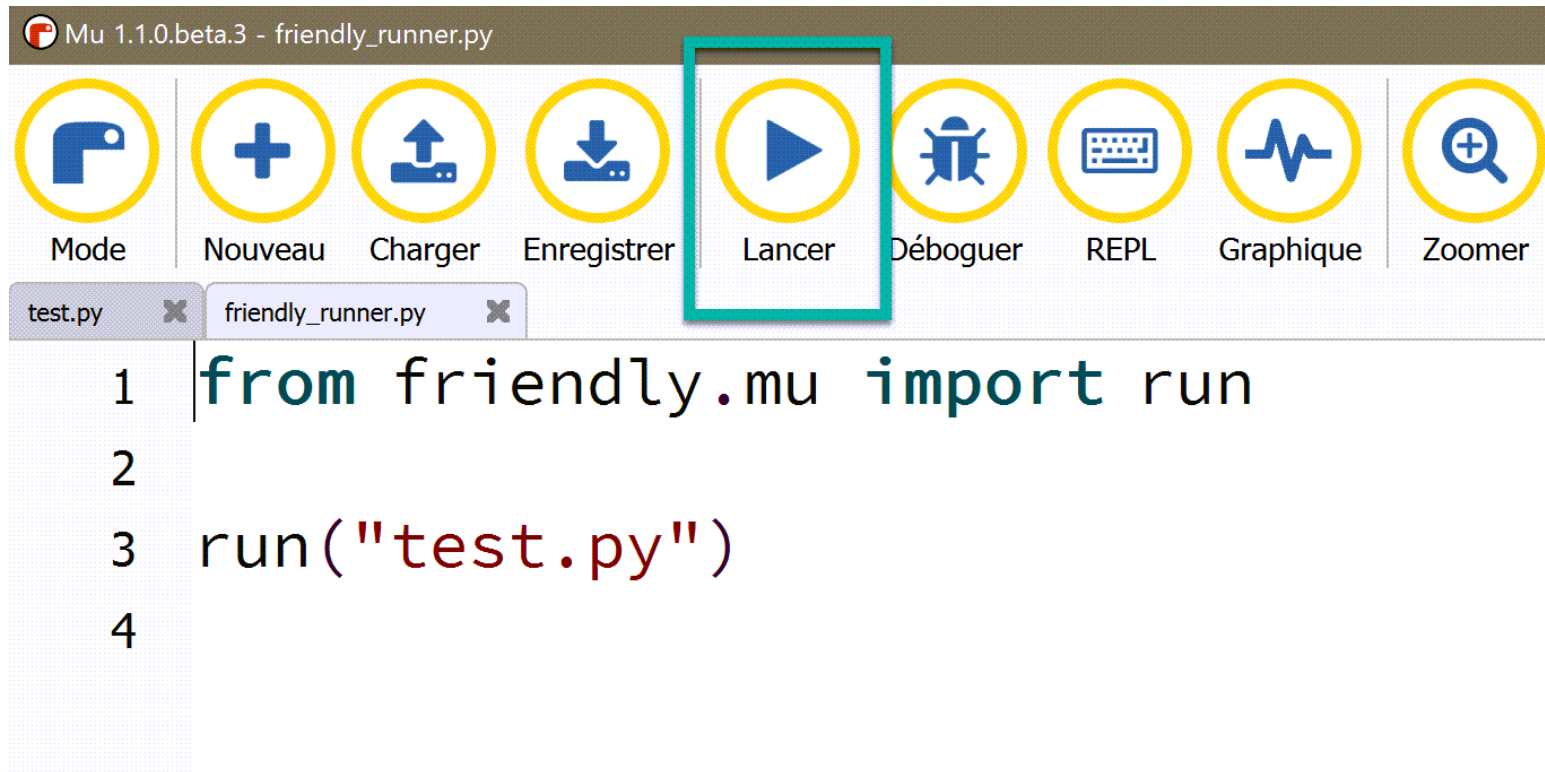 Mu 1.1.0.beta.3 - friendly_runner.py
Mode Nouveau Charger Enregistrer Lancer Déboguer REPL Graphique Zoomer
test.py friendly_runner.py
1 from friendly.mu import run
2
3 run("test.py")
4